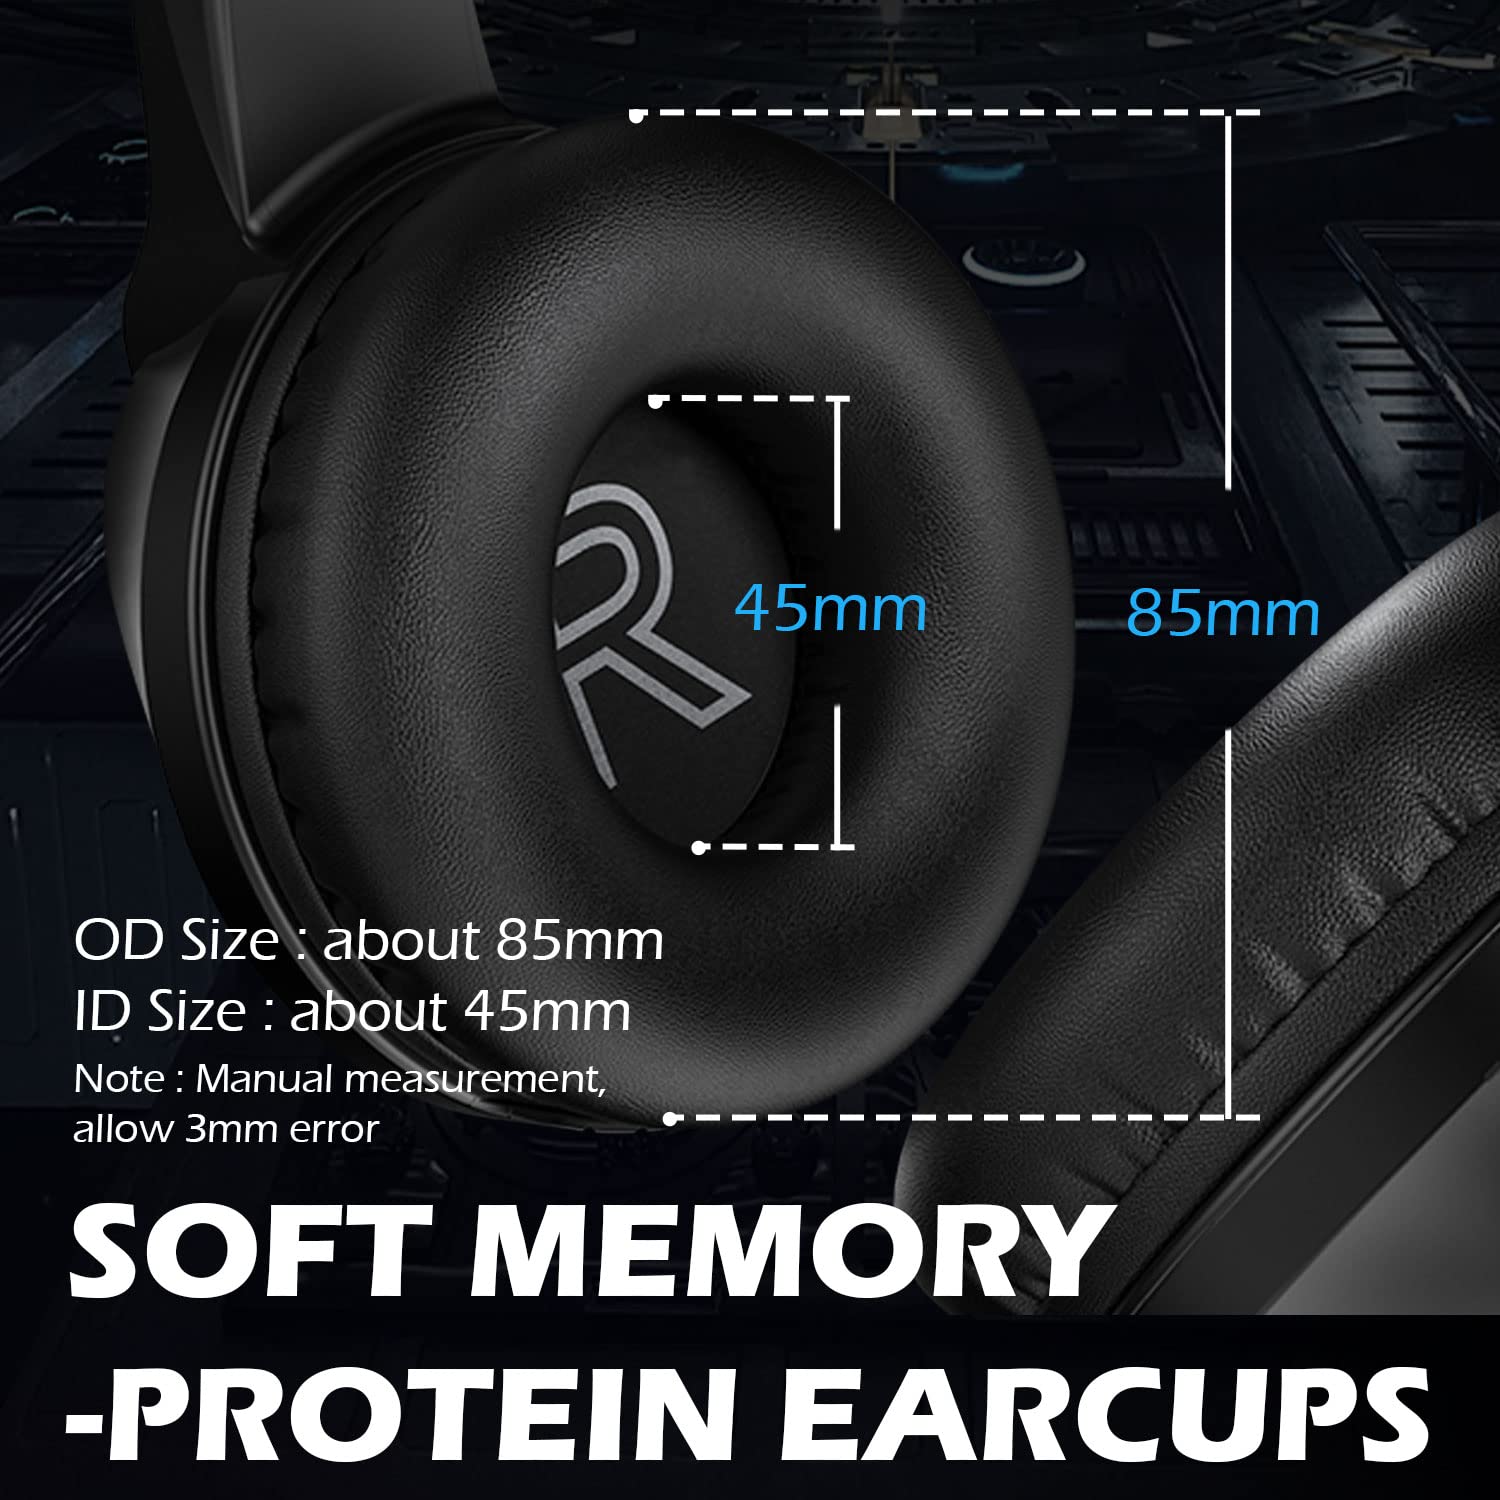 R
45mm
85mm
OD Size : about 85mm
ID Size : about 45mm
Note : Manual measurement,
allow 3mm error
SOFT MEMORY
-PROTEIN EARCUPS